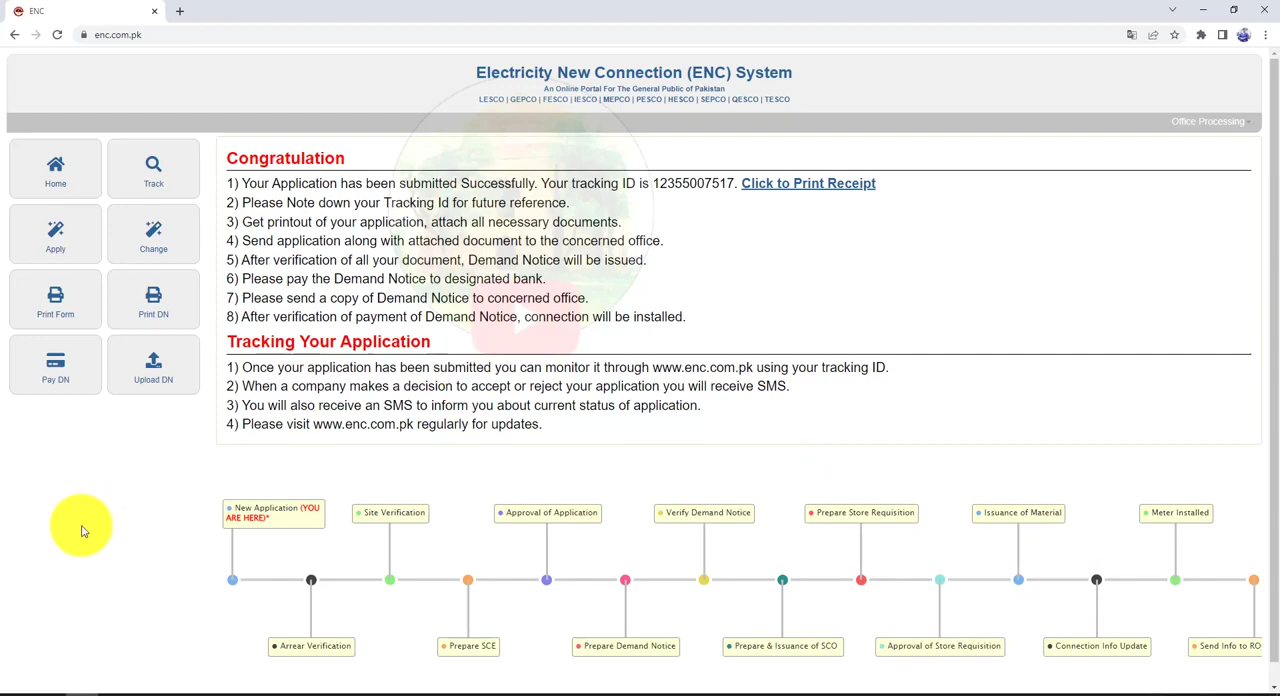 ENC
enc.com.pk
Electricity New Connection (ENC) System
An Online Portal For The General Public of Pakistan
LESCO | GEPCO | FESCO | IESCO | MEPCO | PESCO | HESCO | SEPCO | QESCO | TESCO
Office Processing
Home
Track
Apply
Change
Print Form
Print DN
Pay DN
Upload DN
Congratulation
1) Your Application has been submitted Successfully. Your tracking ID is 12355007517. Click to Print Receipt
2) Please Note down your Tracking Id for future reference.
3) Get printout of your application, attach all necessary documents.
4) Send application along with attached document to the concerned office.
5) After verification of all your document, Demand Notice will be issued.
6) Please pay the Demand Notice to designated bank.
7) Please send a copy of Demand Notice to concerned office.
8) After verification of payment of Demand Notice, connection will be installed.
Tracking Your Application
1) Once your application has been submitted you can monitor it through www.enc.com.pk using your tracking ID.
2) When a company makes a decision to accept or reject your application you will receive SMS.
3) You will also receive an SMS to inform you about current status of application.
4) Please visit www.enc.com.pk regularly for updates.
New Application (YOU
ARE HERE)*
Site Verification
Approval of Application
Verify Demand Notice
Prepare Store Requisition
Issuance of Material
Meter Installed
Arrear Verification
Prepare SCE
Prepare Demand Notice
Prepare & Issuance of SCO
Approval of Store Requisition
Connection Info Update
Send Info to RO